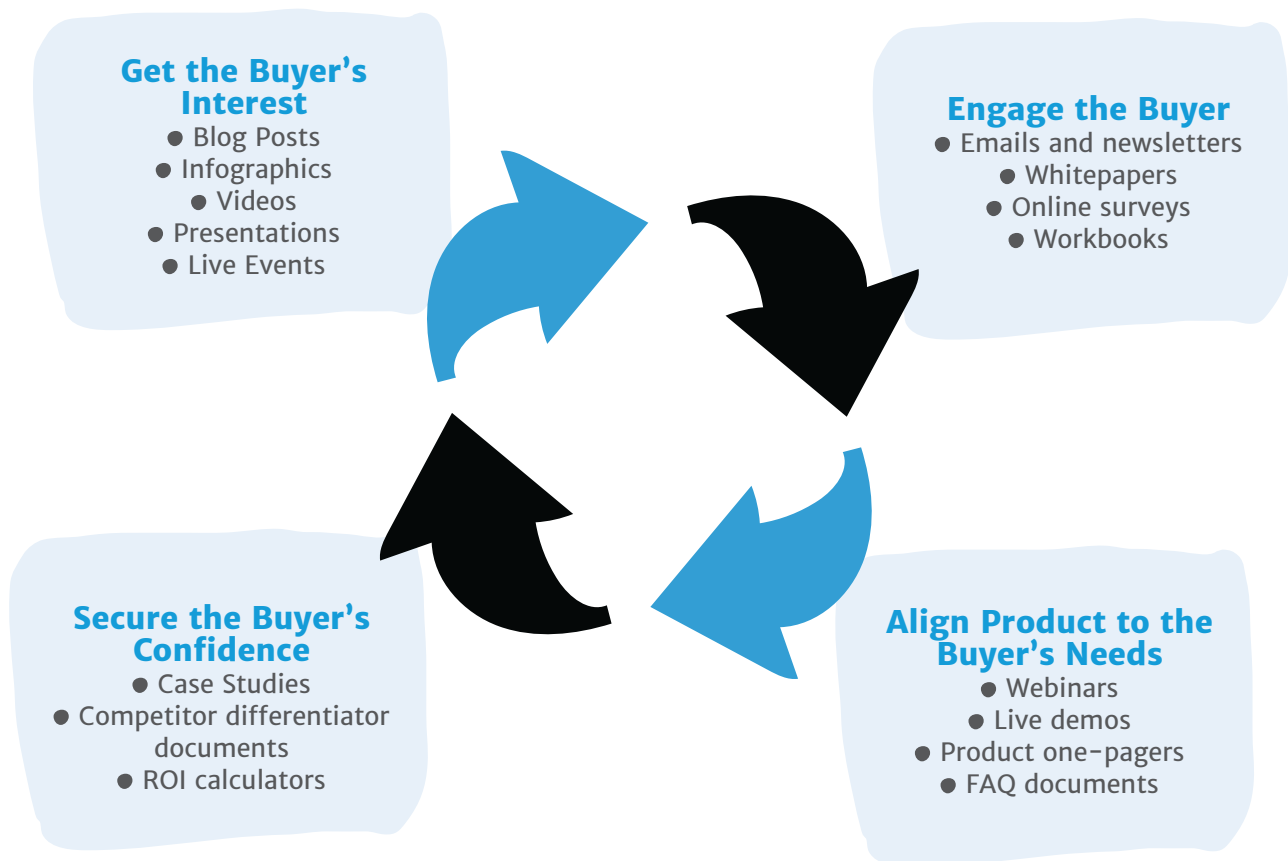 Get the Buyer's
Interest
● Blog Posts
● Infographics
● Videos
● Presentations
● Live Events
Engage the Buyer
● Emails and newsletters
● Whitepapers
● Online surveys
● Workbooks
Secure the Buyer's
Confidence
● Case Studies
● Competitor differentiator
documents
● ROI calculators
Align Product to the
Buyer's Needs
● Webinars
● Live demos
● Product one-pagers
● FAQ documents